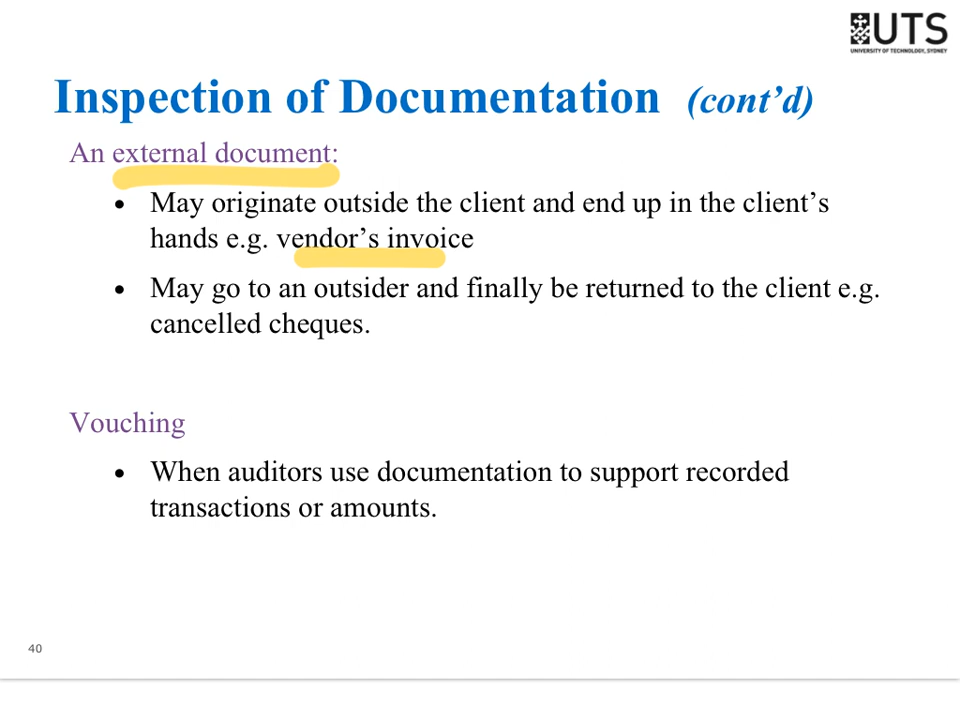 UTS
UNIVERSITY OF TECHNOLOGY, SYDNEY
Inspection of Documentation (cont’d)
An external document:
• May originate outside the client and end up in the client’s
hands e.g. vendor’s invoice
• May go to an outsider and finally be returned to the client e.g.
cancelled cheques.
Vouching
• When auditors use documentation to support recorded
transactions or amounts.
40